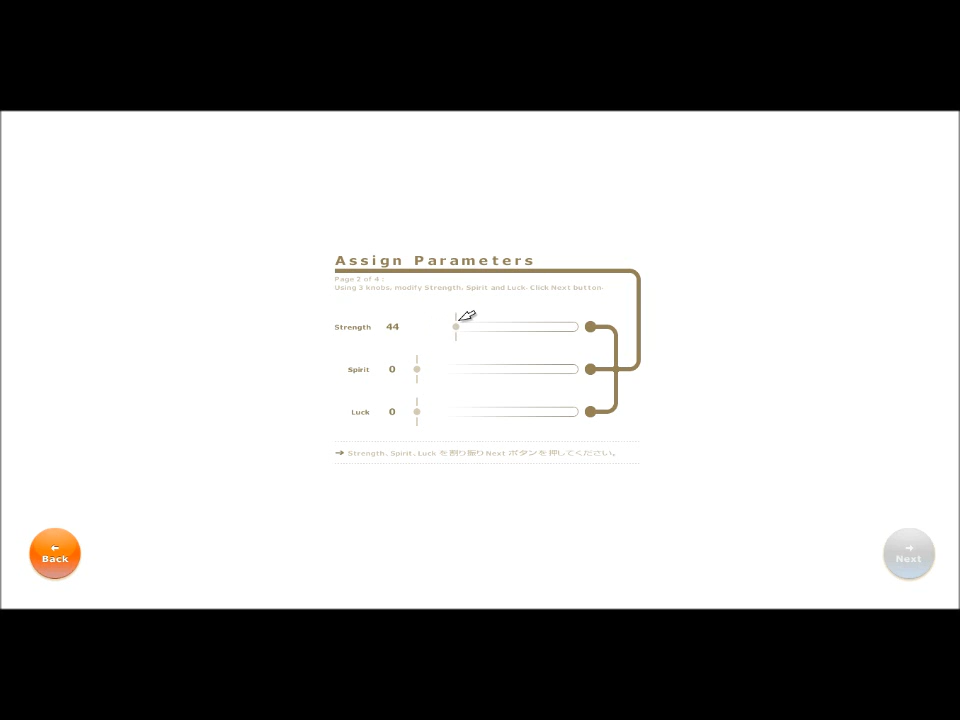 Assign Parameters
Page 2 of 4 :
Using 3 knobs, modify Strength, Spirit and Luck. Click Next button.
Strength 44
Spirit 0
Luck 0
➔ Strength, Spirit, Luck を割り振り Next ボタンを押してください。
← Back
→ Next